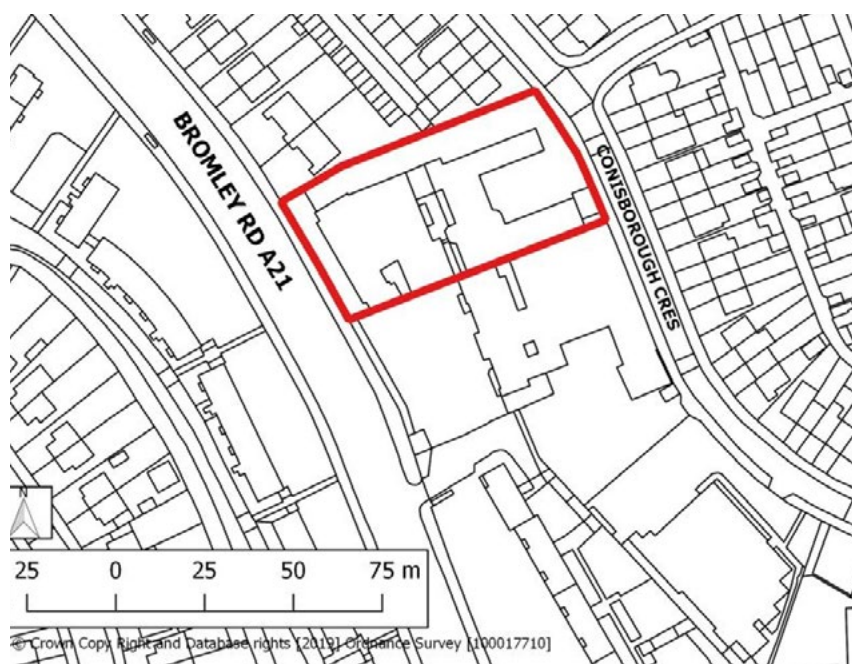 BROMLEY RD A21
CONISBOROUGH CRES
N
25 0 25 50 75 m
© Crown Copy Right and Database rights [2019] Ordnance Survey [100017710]